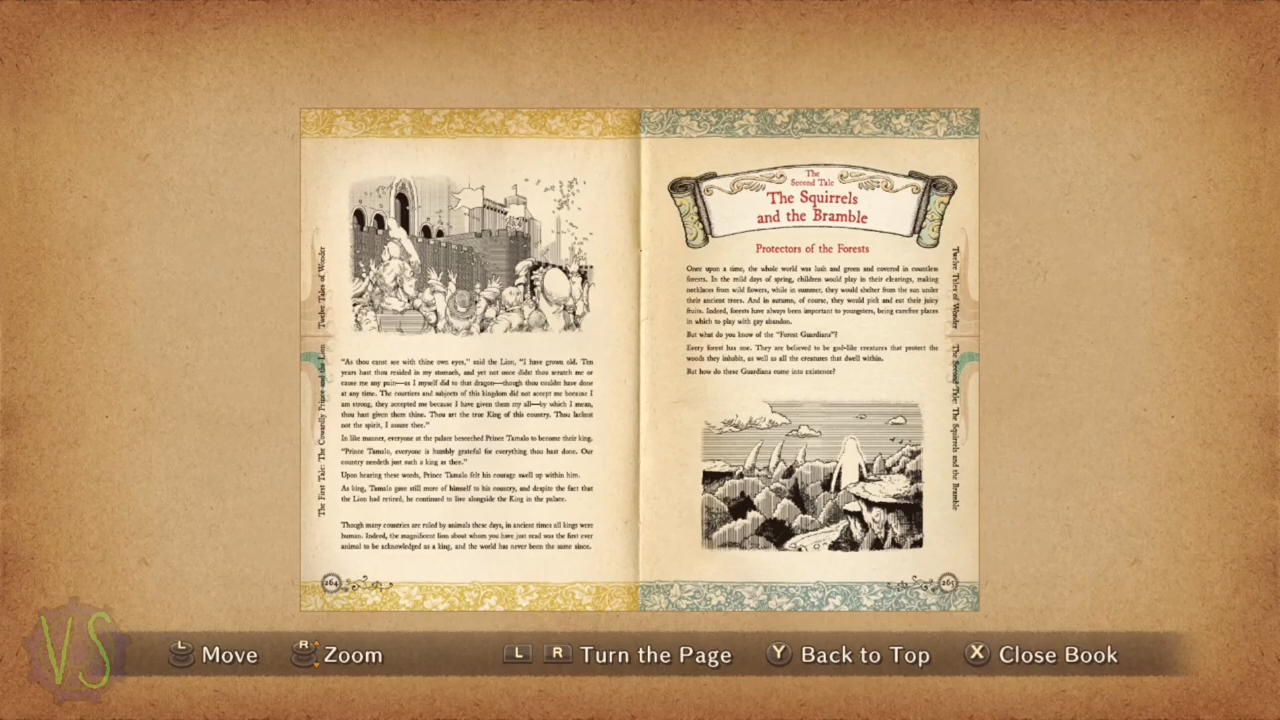 "As thou canst see with thine own eyes," said the Lion, "I have grown old. Ten
years hast thou resided in my stomach, and yet not once didst thou scratch me or
cause me any pain—as I myself did to that dragon—though thou couldst have done
at any time. The courtiers and subjects of this kingdom did not accept me because I
am strong, they accepted me because I have given them my all—by which I mean,
thou hast given them thine. Thou art the true King of this country. Thou lackest
not the spirit, I assure thee."
In like manner, everyone at the palace beseeched Prince Tamalo to become their king.
"Prince Tamalo, everyone is humbly grateful for everything thou hast done. Our
country needeth just such a king as thee."
Upon hearing these words, Prince Tamalo felt his courage swell up within him.
As king, Tamalo gave still more of himself to his country, and despite the fact that
the Lion had retired, he continued to live alongside the King in the palace.
Though many countries are ruled by animals these days, in ancient times all kings were
human. Indeed, the magnificent lion about whom you have just read was the first ever
animal to be acknowledged as a king, and the world has never been the same since.
The First Tale: The Cowardly Prince and the Lion Twelve Tales of Wonder
264
The
Second Tale
The Squirrels
and the Bramble
Protectors of the Forests
Once upon a time, the whole world was lush and green and covered in countless
forests. In the mild days of spring, children would play in their clearings, making
necklaces from wild flowers, while in summer, they would shelter from the sun under
their ancient trees. And in autumn, of course, they would pick and eat their juicy
fruits. Indeed, forests have always been important to youngsters, being carefree places
in which to play with gay abandon.
But what do you know of the "Forest Guardians"?
Every forest has one. They are believed to be god-like creatures that protect the
woods they inhabit, as well as all the creatures that dwell within.
But how do these Guardians come into existence?
Twelve Tales of Wonder The Second Tale: The Squirrels and the Bramble
265
VS
L Move R Zoom L R Turn the Page Y Back to Top X Close Book